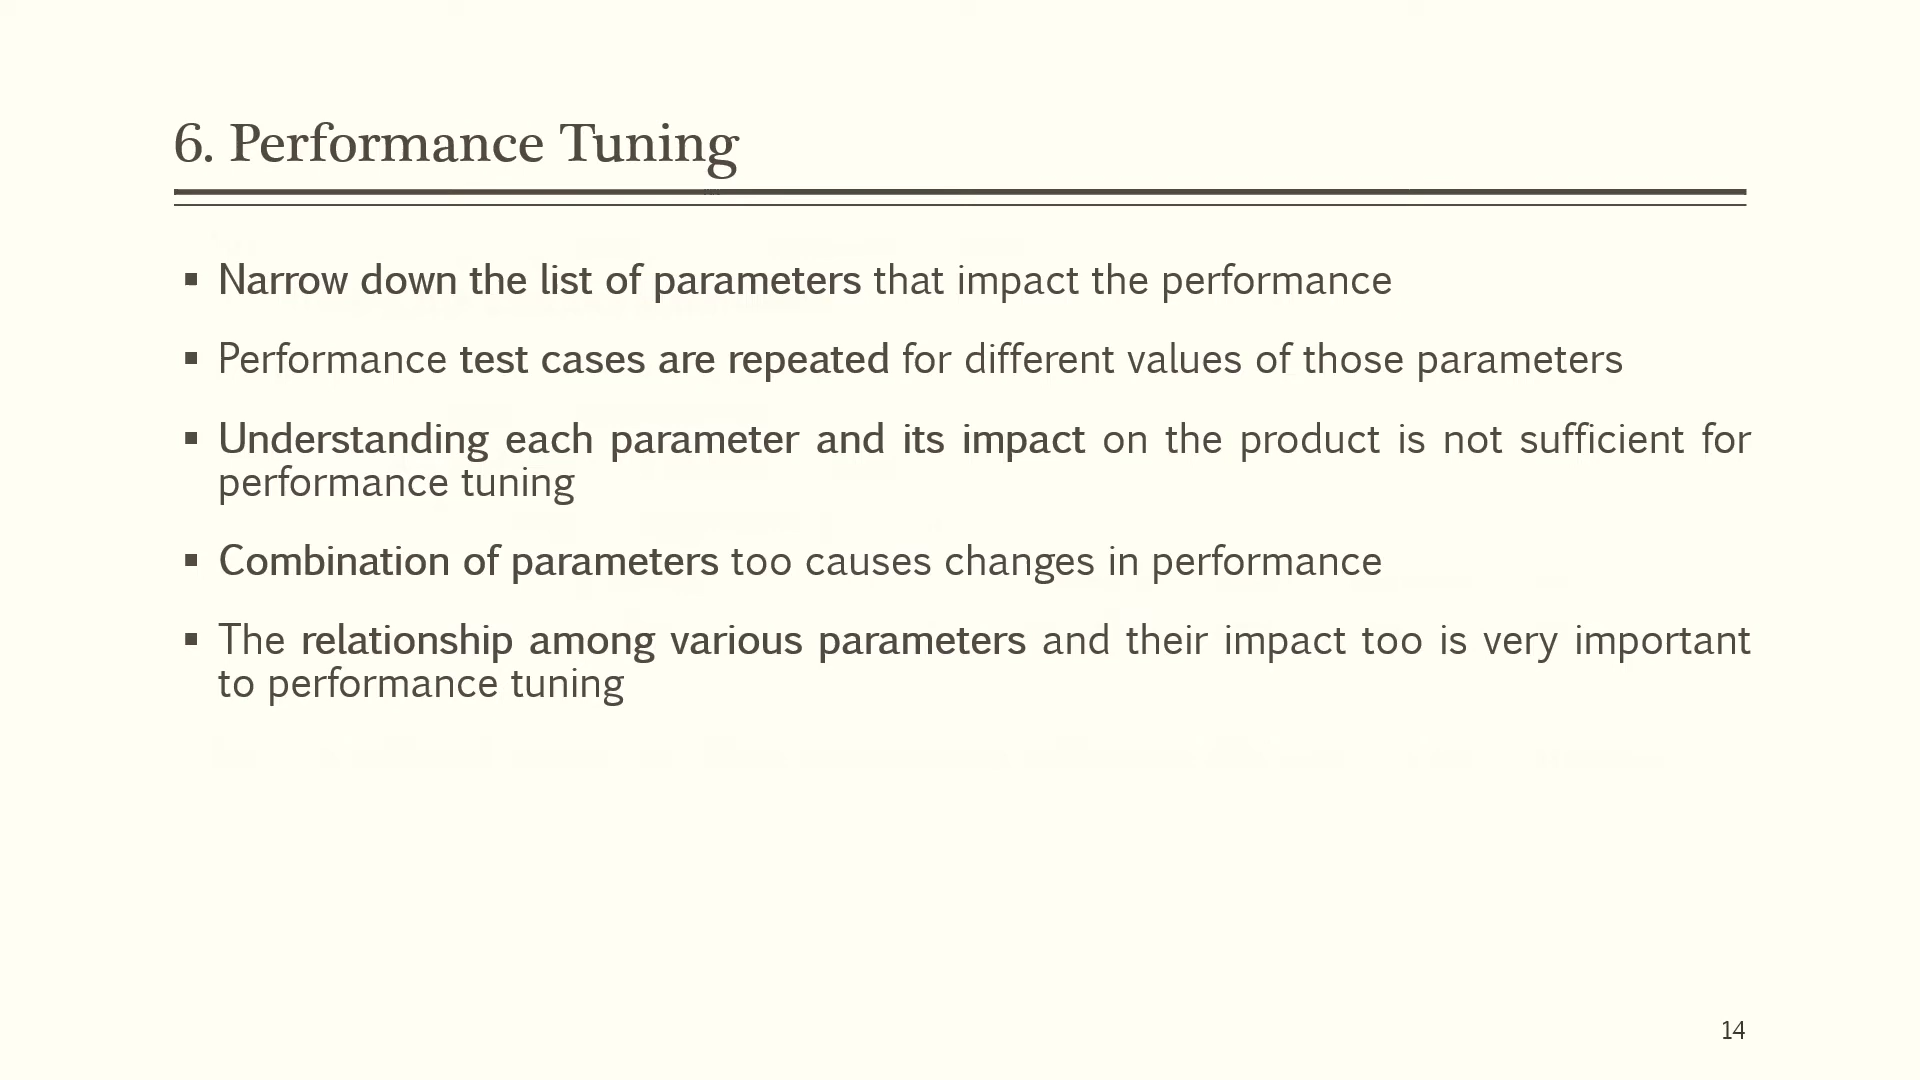 6. Performance Tuning
▪ Narrow down the list of parameters that impact the performance
▪ Performance test cases are repeated for different values of those parameters
▪ Understanding each parameter and its impact on the product is not sufficient for
performance tuning
▪ Combination of parameters too causes changes in performance
▪ The relationship among various parameters and their impact too is very important
to performance tuning
14